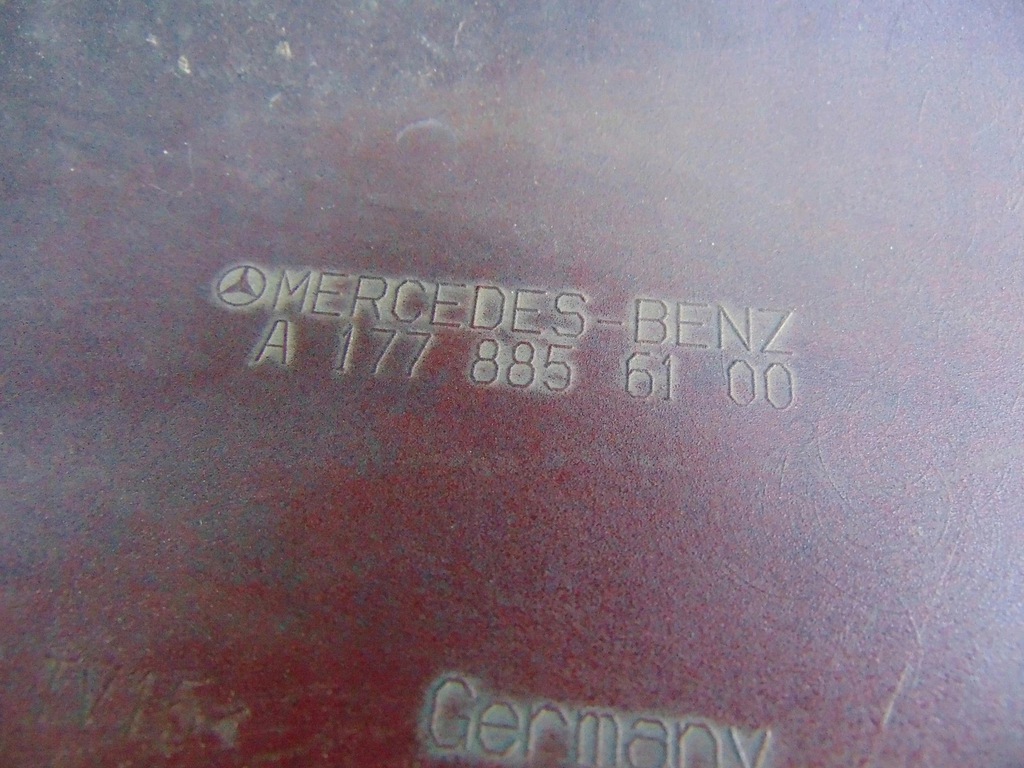 MERCEDES-BENZ
A 177 885 61 00
Germany